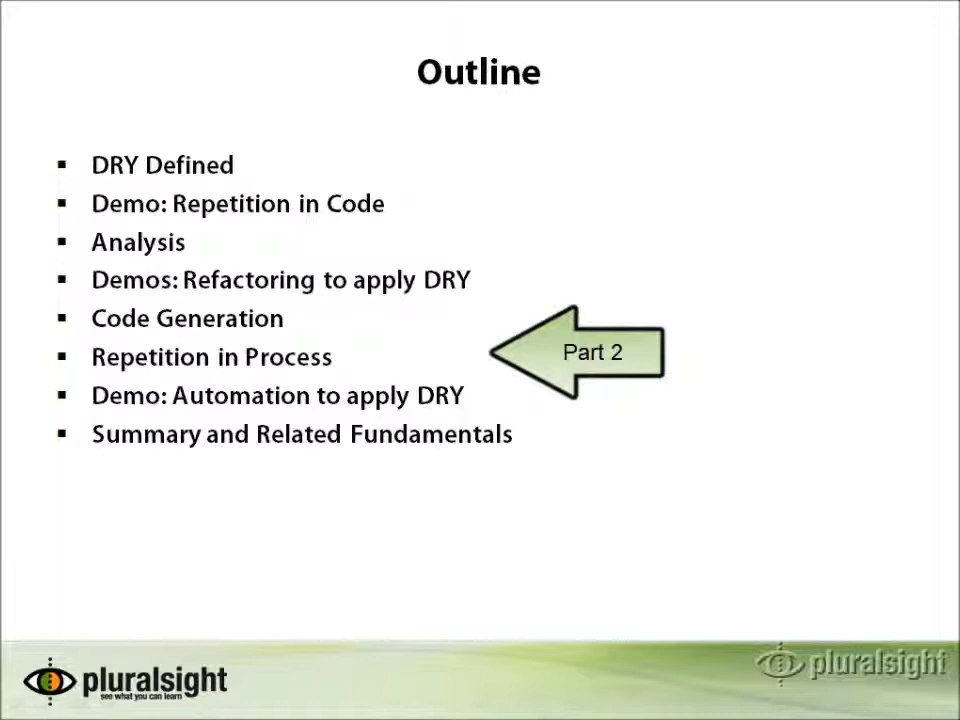 Outline
▪ DRY Defined
▪ Demo: Repetition in Code
▪ Analysis
▪ Demos: Refactoring to apply DRY
▪ Code Generation
▪ Repetition in Process
Part 2
▪ Demo: Automation to apply DRY
▪ Summary and Related Fundamentals
pluralsight
see what you can learn
pluralsight